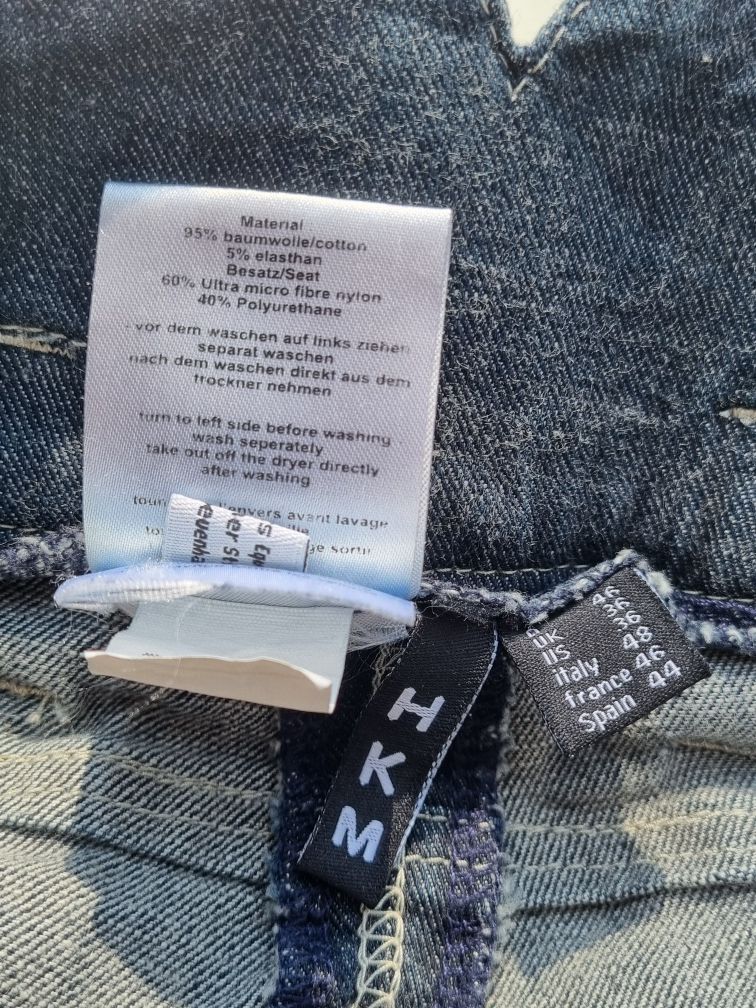 Material
95% baumwolle/cotton
5% elasthan
Besatz/Seat
60% Ultra micro fibre nylon
40% Polyurethane
- vor dem waschen auf links ziehen
separat waschen
nach dem waschen direkt aus dem
trockner nehmen
turn to left side before washing
wash seperately
take out off the dryer directly
after washing
envers avant lavage
sortir
46
UK 36
US 36
italy 48
france 46
Spain 44
H
K
M